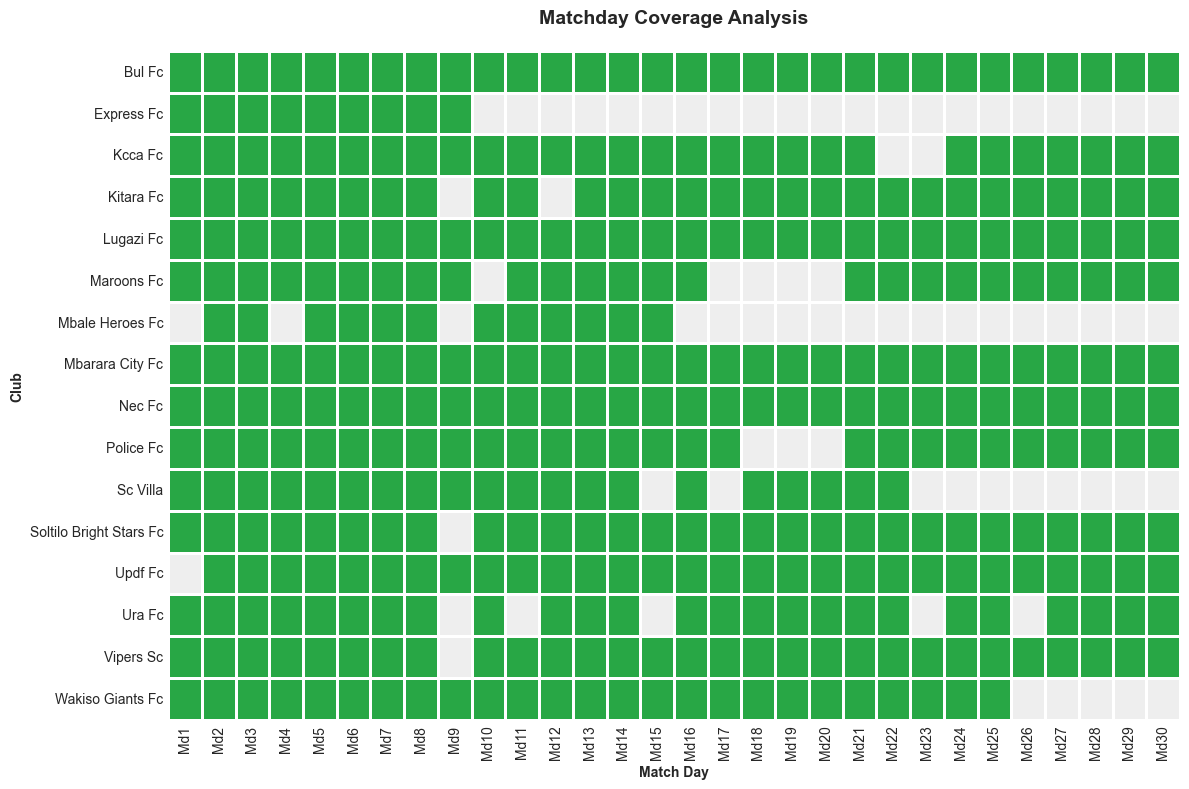 Matchday Coverage Analysis
Club
Bul Fc
Express Fc
Kcca Fc
Kitara Fc
Lugazi Fc
Maroons Fc
Mbale Heroes Fc
Mbarara City Fc
Nec Fc
Police Fc
Sc Villa
Soltilo Bright Stars Fc
Updf Fc
Ura Fc
Vipers Sc
Wakiso Giants Fc
Md1 Md2 Md3 Md4 Md5 Md6 Md7 Md8 Md9 Md10 Md11 Md12 Md13 Md14 Md15 Md16 Md17 Md18 Md19 Md20 Md21 Md22 Md23 Md24 Md25 Md26 Md27 Md28 Md29 Md30
Match Day